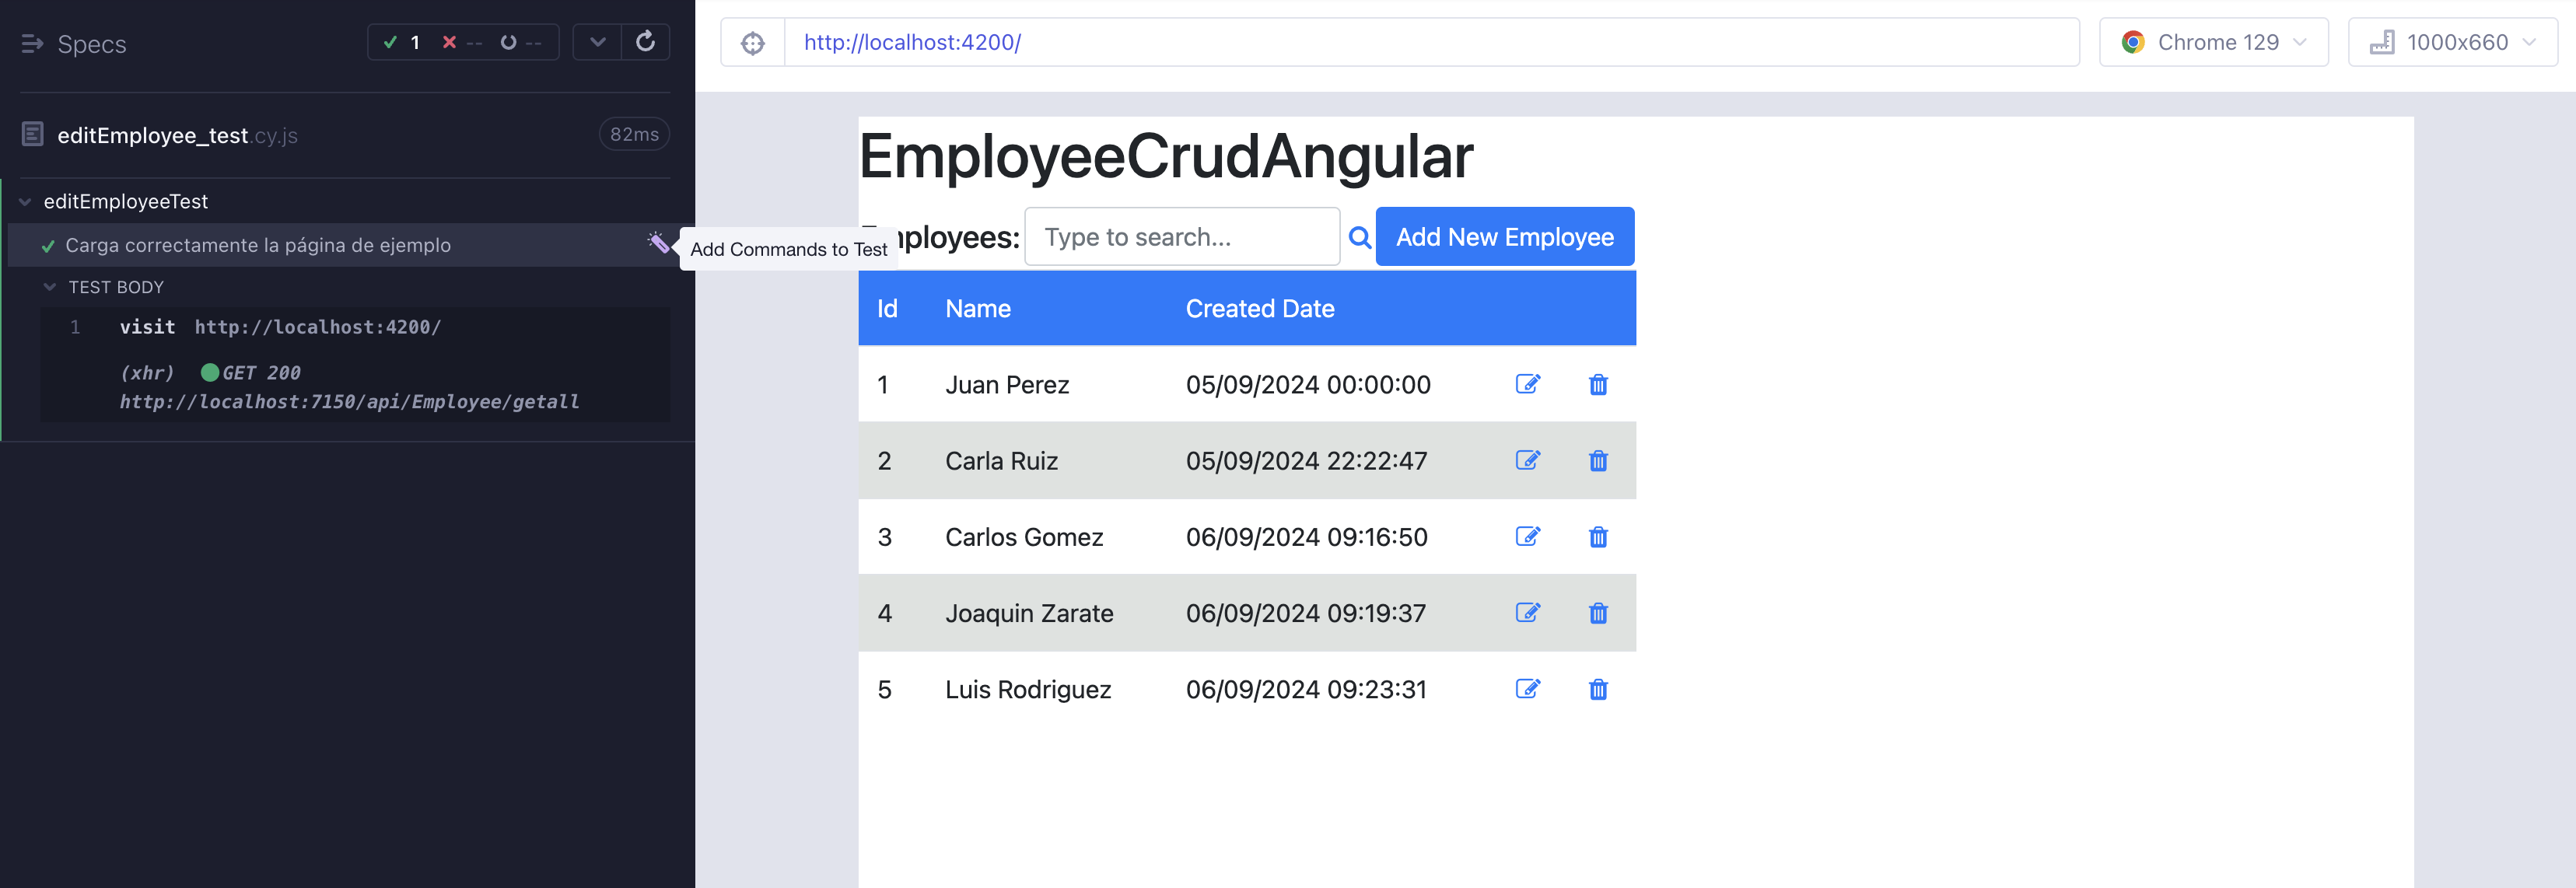 Specs
1 -- --
editEmployee_test.cy.js 82ms
editEmployeeTest
Carga correctamente la página de ejemplo
Add Commands to Test
TEST BODY
1 visit http://localhost:4200/
(xhr) GET 200
http://localhost:7150/api/Employee/getall
http://localhost:4200/
Chrome 129
1000x660
EmployeeCrudAngular
mployees: Type to search... Add New Employee
Id Name Created Date
1 Juan Perez 05/09/2024 00:00:00
2 Carla Ruiz 05/09/2024 22:22:47
3 Carlos Gomez 06/09/2024 09:16:50
4 Joaquin Zarate 06/09/2024 09:19:37
5 Luis Rodriguez 06/09/2024 09:23:31